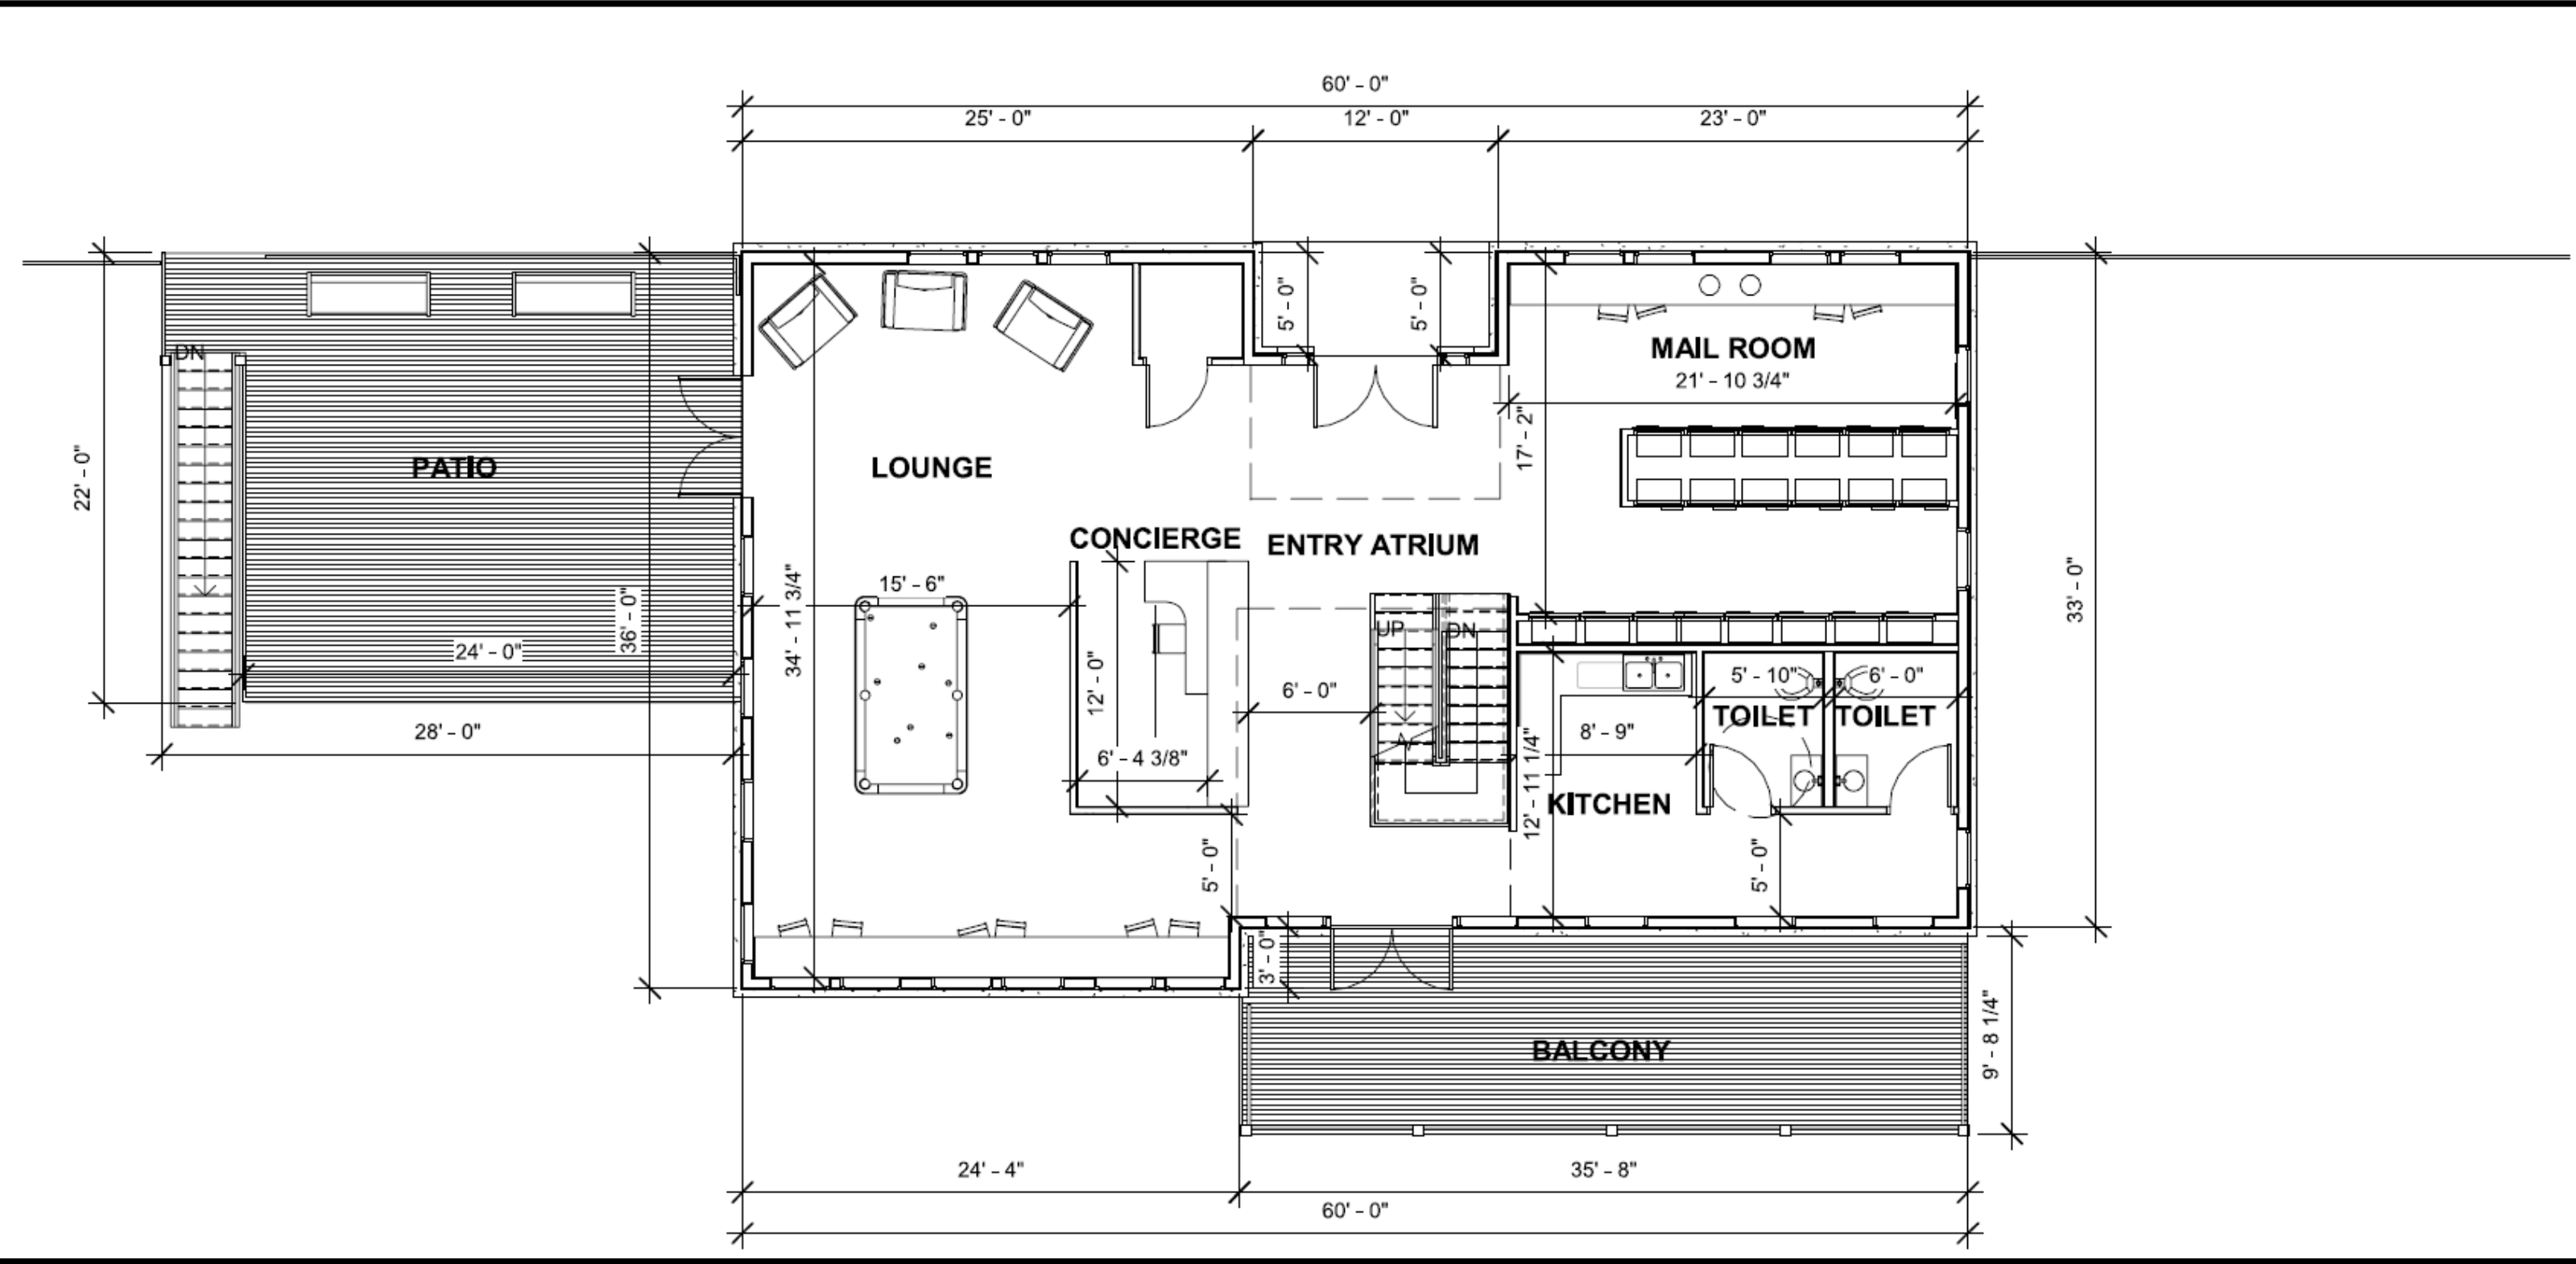 60' - 0"
25' - 0"
12' - 0"
23' - 0"
5' - 0"
5' - 0"
DN
MAIL ROOM
21' - 10 3/4"
17' - 2"
22' - 0"
PATIO
LOUNGE
CONCIERGE
ENTRY ATRIUM
15' - 6"
34' - 11 3/4"
36' - 0"
33' - 0"
UP
DN
24' - 0"
12' - 0"
6' - 0"
5' - 10"
6' - 0"
TOILET
TOILET
28' - 0"
8' - 9"
6' - 4 3/8"
12' - 11 1/4"
KITCHEN
5' - 0"
5' - 0"
3' - 0"
BALCONY
9' - 8 1/4"
24' - 4"
35' - 8"
60' - 0"